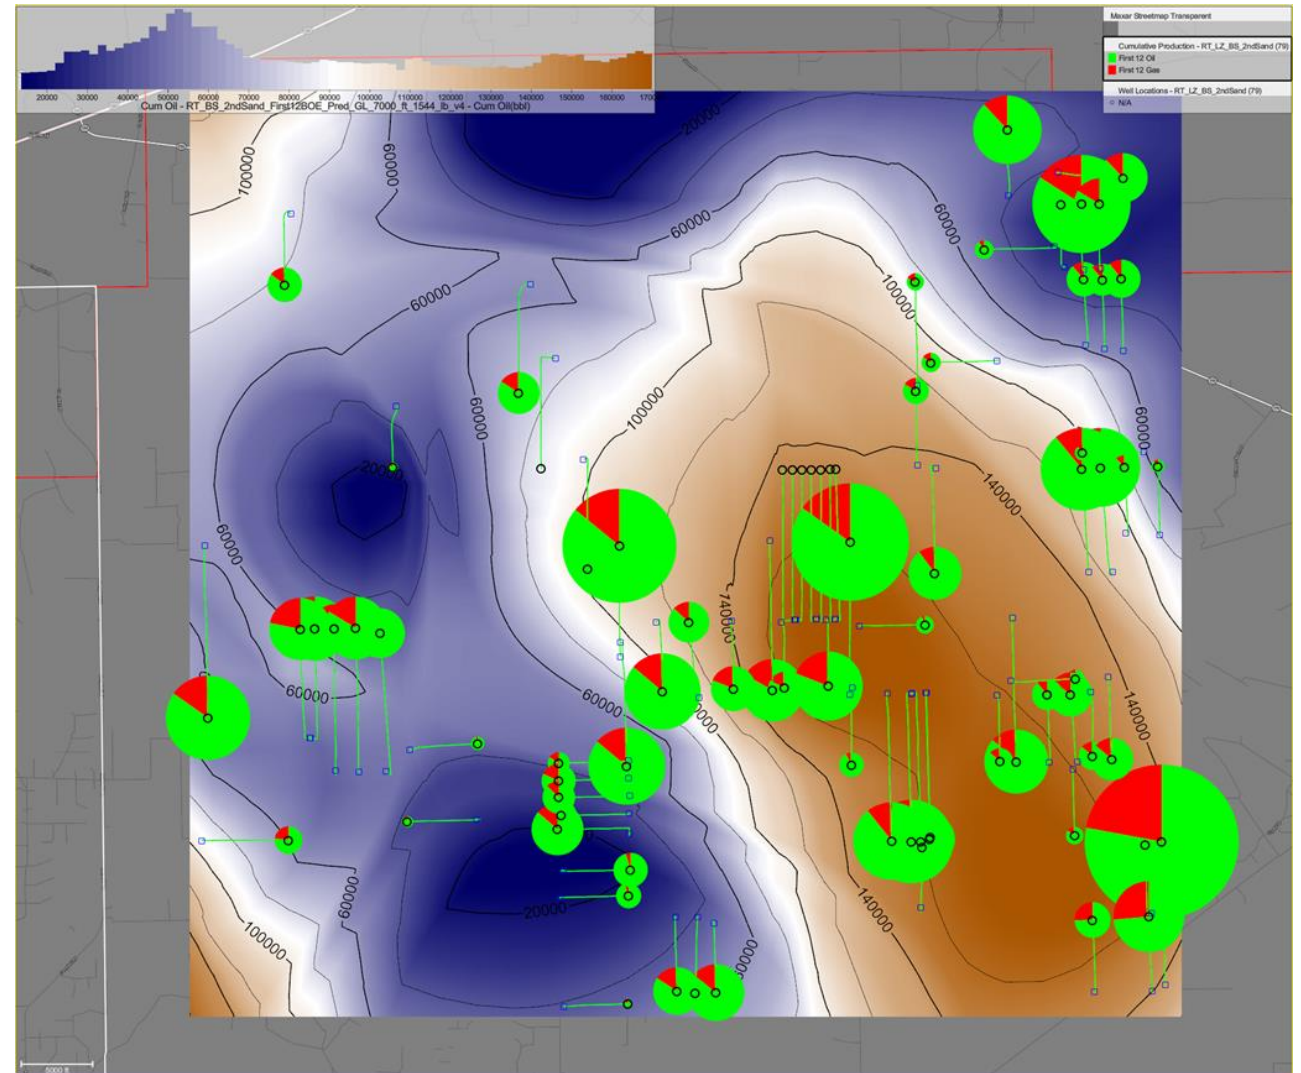 Maxar Streetmap Transparent
Cumulative Production - RT_LZ_BS_2ndSand (79)
First 12 Oil
First 12 Gas
Well Locations - RT_LZ_BS_2ndSand (79)
N/A
20000 30000 40000 50000 60000 70000 80000 90000 100000 110000 120000 130000 140000 150000 160000 1700
Cum Oil - RT_BS_2ndSand_First12BOE_Pred_GL_7000_ft_1544_lb_v4 - Cum Oil(bbl)
20000
100000
60000
60000
60000
60000
100000
60000
100000
60000
60000
20000
140000
60000
140000
60000
60000
140000
20000
140000
60000
100000
5000 ft